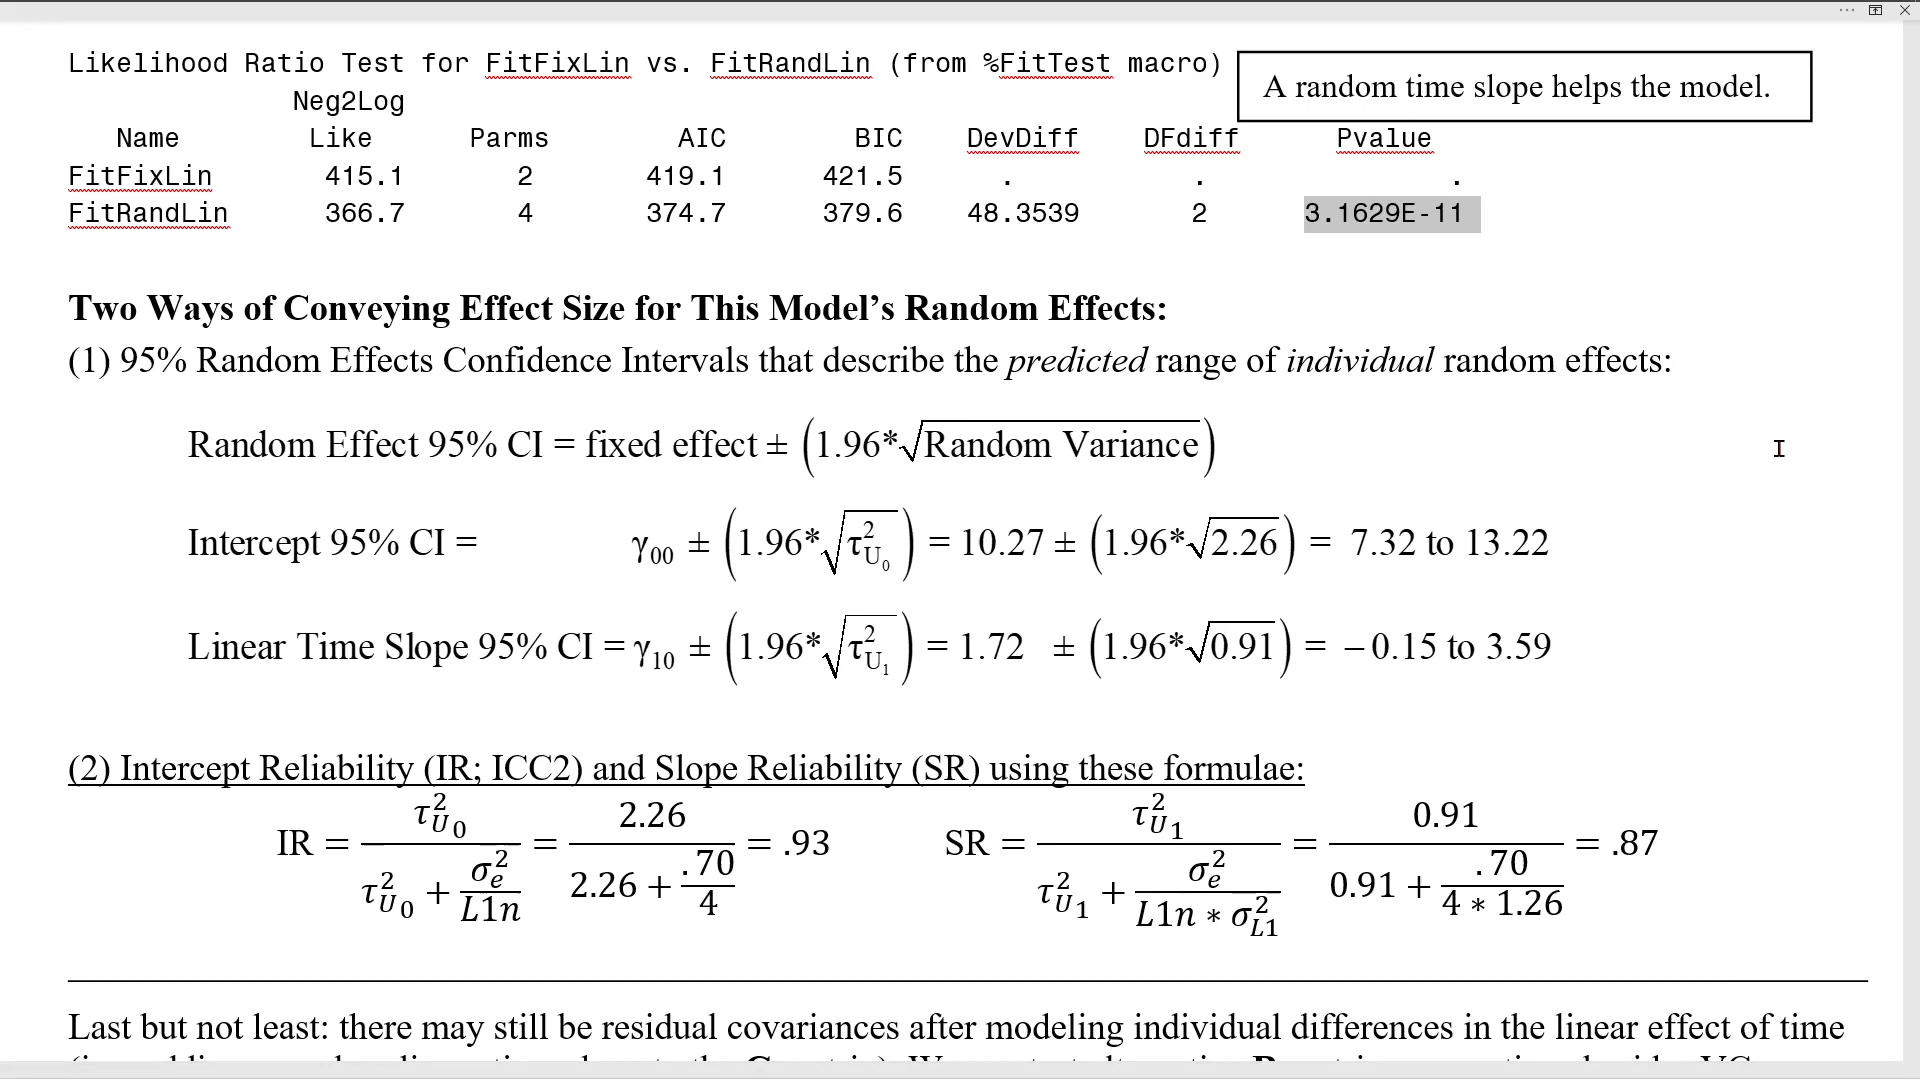 Likelihood Ratio Test for FitFixLin vs. FitRandLin (from %FitTest macro)
A random time slope helps the model.
Neg2Log
Name Like Parms AIC BIC DevDiff DFdiff Pvalue
FitFixLin 415.1 2 419.1 421.5 . . .
FitRandLin 366.7 4 374.7 379.6 48.3539 2 3.1629E-11
Two Ways of Conveying Effect Size for This Model’s Random Effects:
(1) 95% Random Effects Confidence Intervals that describe the predicted range of individual random effects:
Random Effect 95% CI = fixed effect ± (1.96*√Random Variance)
Intercept 95% CI = γ₀₀ ± (1.96*√τ²_U₀) = 10.27 ± (1.96*√2.26) = 7.32 to 13.22
Linear Time Slope 95% CI = γ₁₀ ± (1.96*√τ²_U₁) = 1.72 ± (1.96*√0.91) = −0.15 to 3.59
(2) Intercept Reliability (IR; ICC2) and Slope Reliability (SR) using these formulae:
IR = τ²_U₀ / (τ²_U₀ + σ²_e / L1n) = 2.26 / (2.26 + .70 / 4) = .93 SR = τ²_U₁ / (τ²_U₁ + σ²_e / (L1n * σ²_L1)) = 0.91 / (0.91 + .70 / (4 * 1.26)) = .87
Last but not least: there may still be residual covariances after modeling individual differences in the linear effect of time